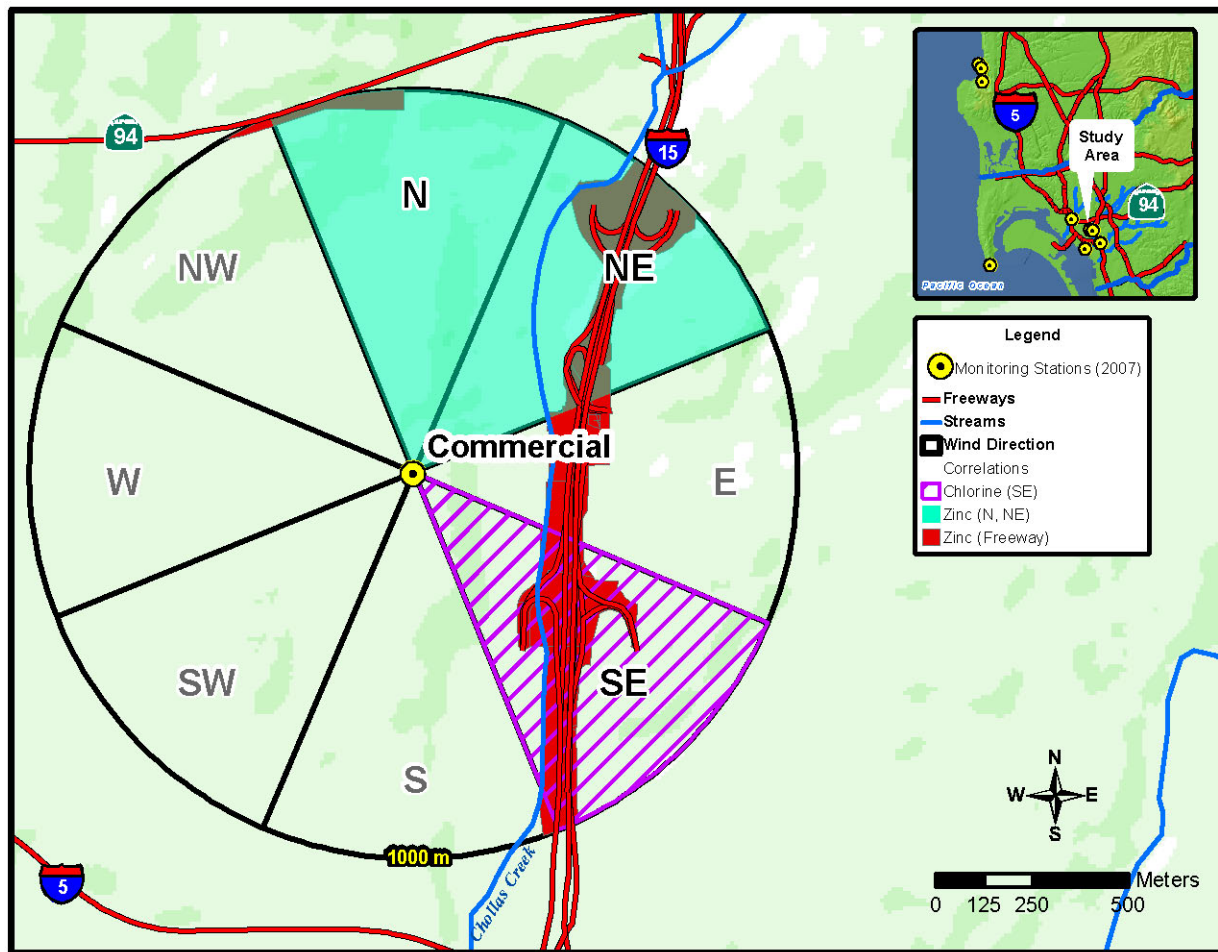 94
15
N
NW
NE
Commercial
W
E
SW
SE
S
1000 m
5
Chollas Creek
5
Study
Area
94
Pacific Ocean
Legend
Monitoring Stations (2007)
Freeways
Streams
Wind Direction
Correlations
Chlorine (SE)
Zinc (N, NE)
Zinc (Freeway)
N
W E
S
Meters
0 125 250 500